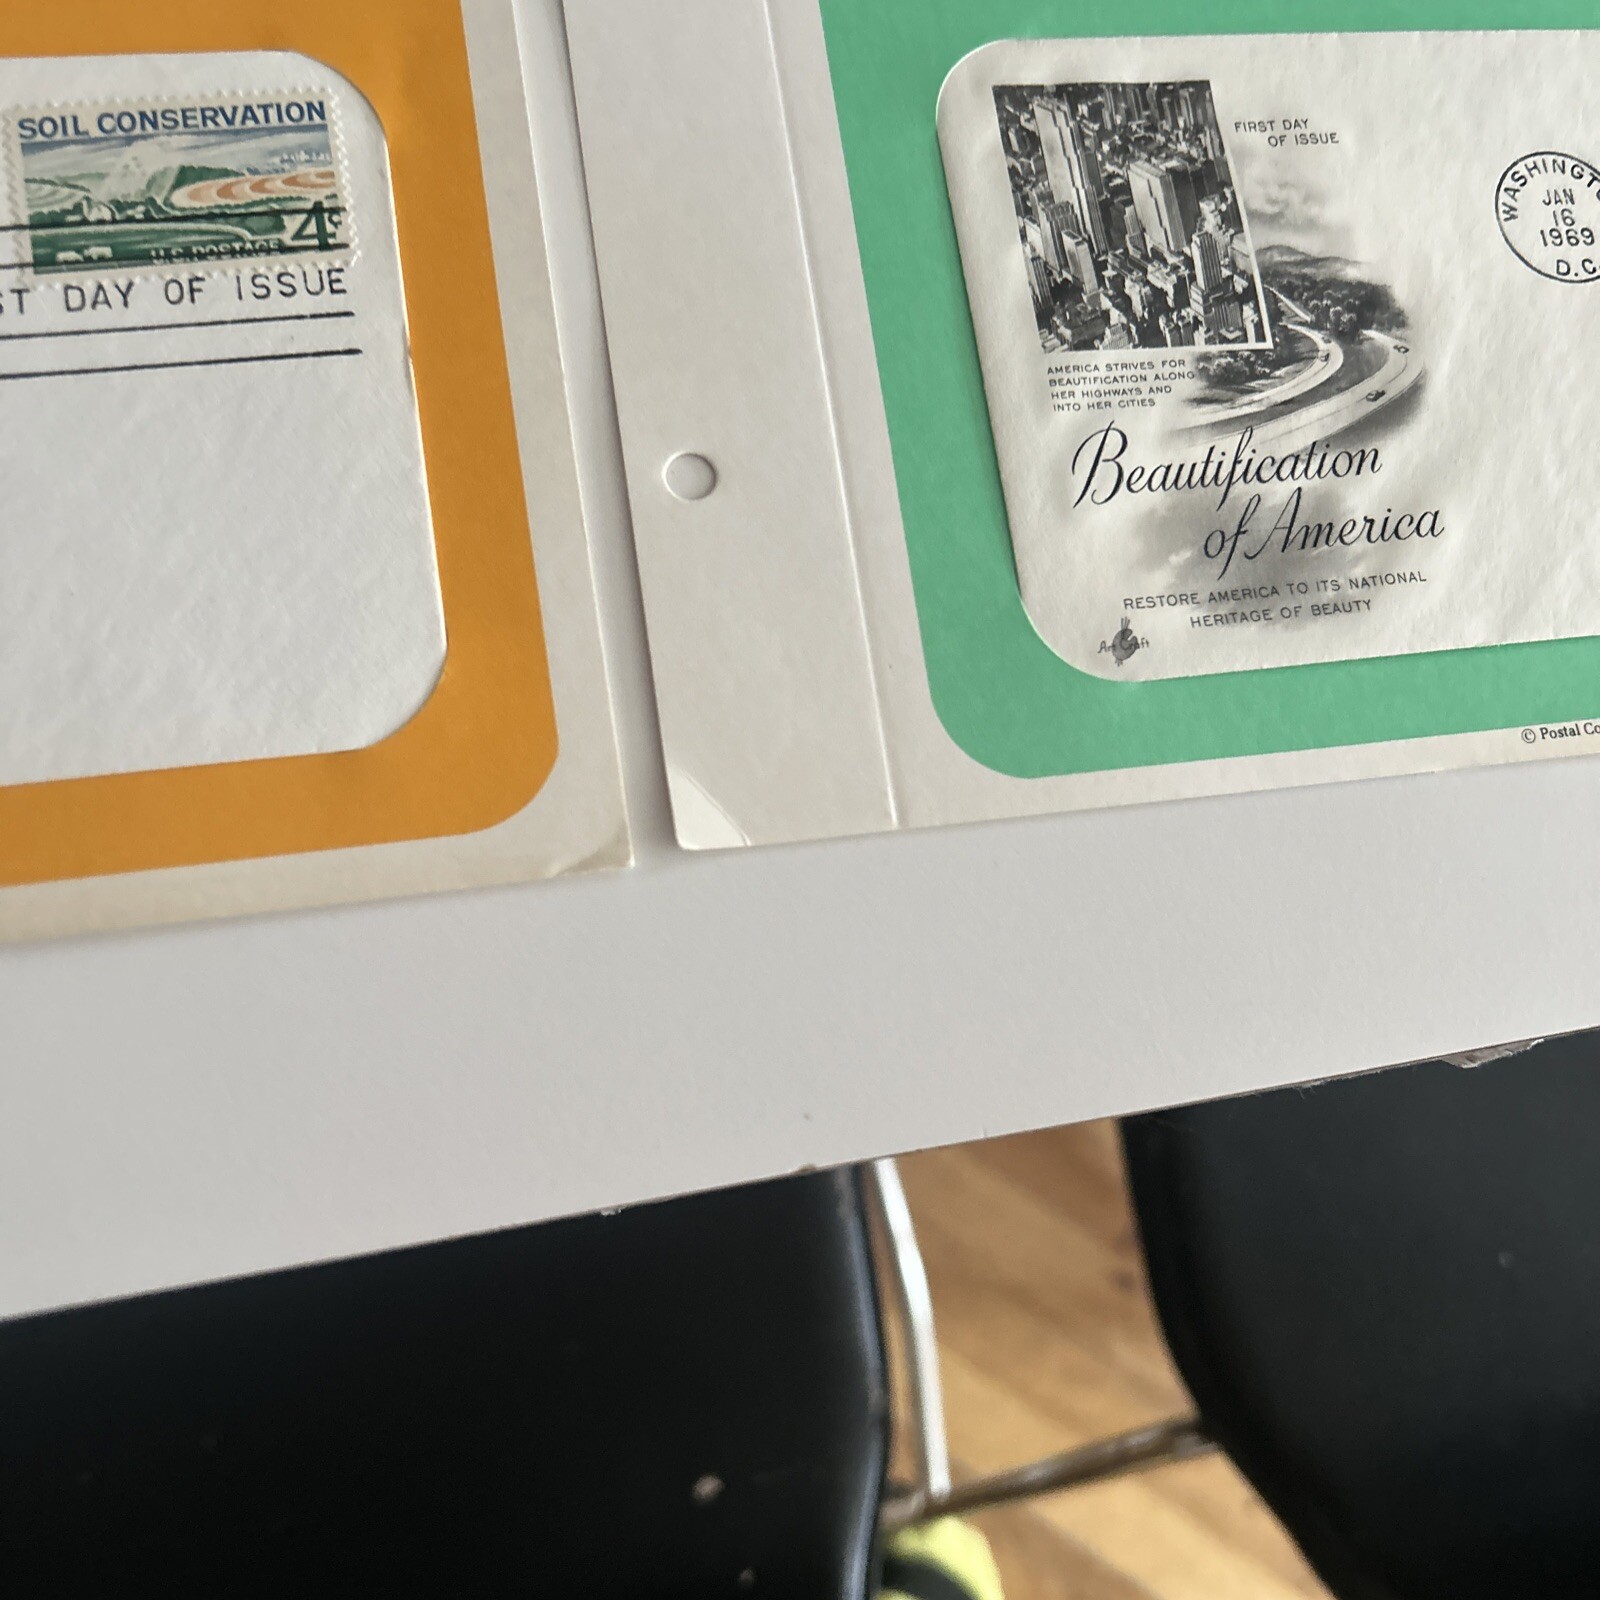 SOIL CONSERVATION
4¢
U.S. POSTAGE
DAY OF ISSUE
FIRST DAY
OF ISSUE
WASHINGT
JAN
16
1969
D.C.
AMERICA STRIVES FOR
BEAUTIFICATION ALONG
HER HIGHWAYS AND
INTO HER CITIES
Beautification
of America
RESTORE AMERICA TO ITS NATIONAL
HERITAGE OF BEAUTY
Art Craft
© Postal Co